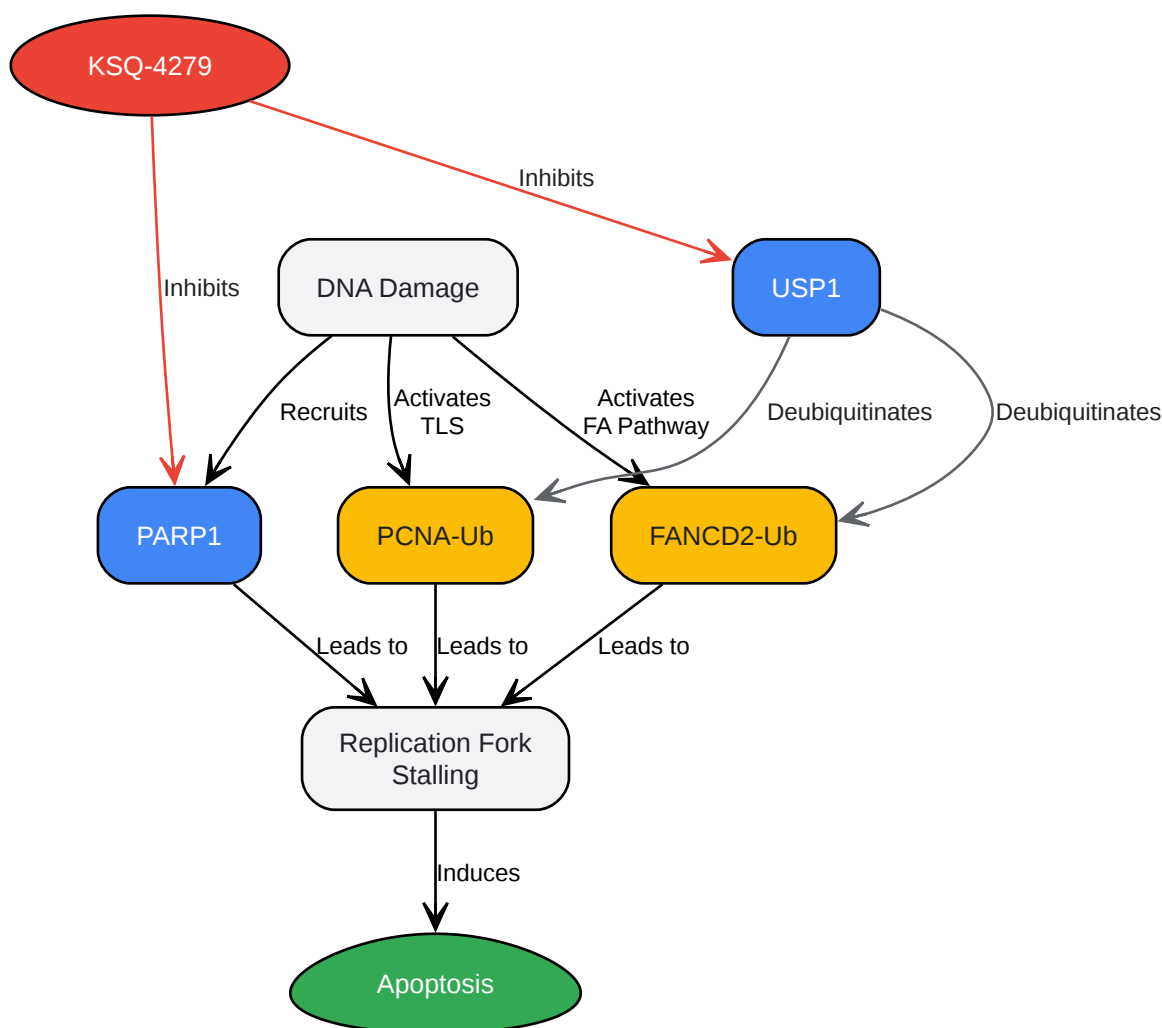 KSQ-4279
Inhibits
Inhibits
DNA Damage
USP1
Recruits
Activates
TLS
Activates
FA Pathway
Deubiquitinates
Deubiquitinates
PARP1
PCNA-Ub
FANCD2-Ub
Leads to
Leads to
Leads to
Replication Fork
Stalling
Induces
Apoptosis